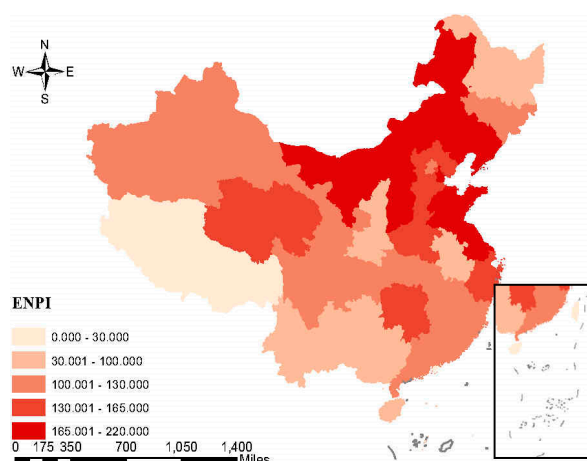 N
W E
S
ENPI
0.000 - 30.000
30.001 - 100.000
100.001 - 130.000
130.001 - 165.000
165.001 - 220.000
0 175 350 700 1,050 1,400
Miles